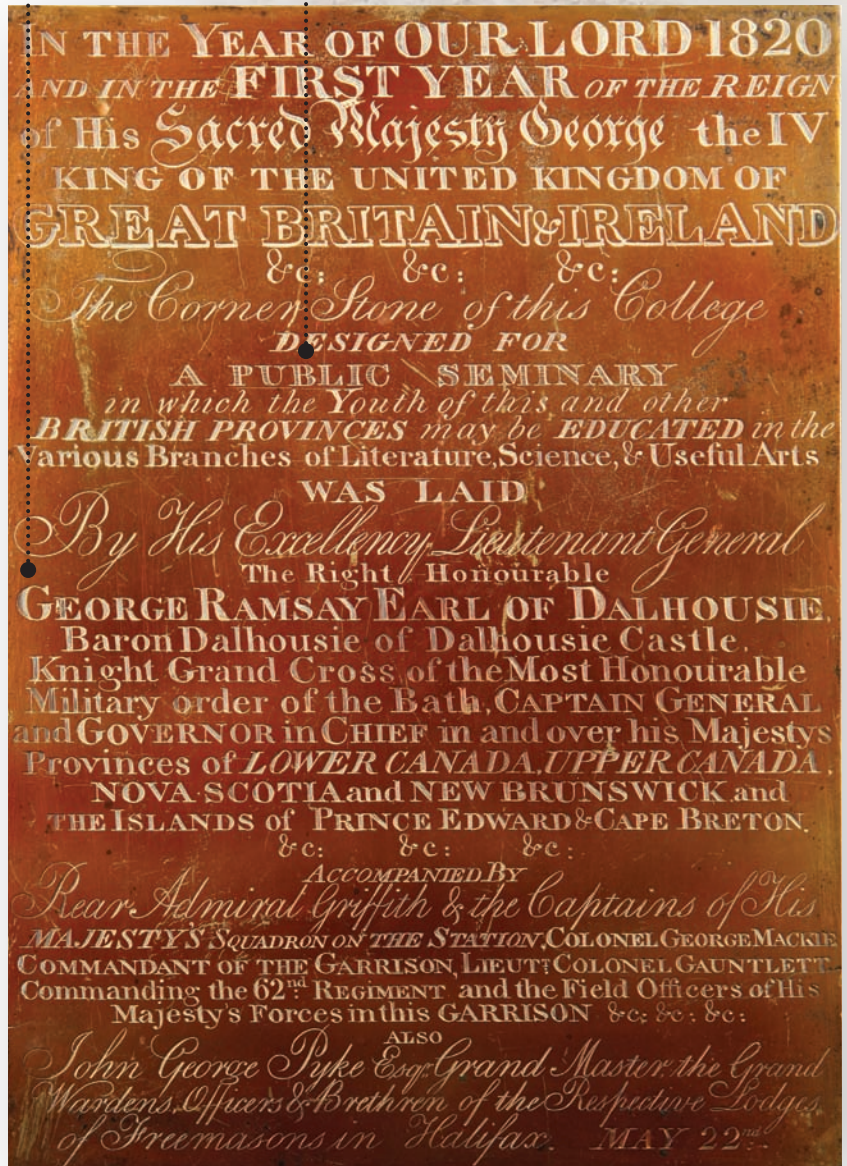 IN THE YEAR OF OUR LORD 1820
AND IN THE FIRST YEAR OF THE REIGN
of His Sacred Majesty George the IV
KING OF THE UNITED KINGDOM OF
GREAT BRITAIN & IRELAND
&c: &c: &c:
The Corner Stone of this College
DESIGNED FOR
A PUBLIC SEMINARY
in which the Youth of this and other
BRITISH PROVINCES may be EDUCATED in the
Various Branches of Literature, Science, & Useful Arts
WAS LAID
By His Excellency Lieutenant General
The Right Honourable
GEORGE RAMSAY EARL OF DALHOUSIE,
Baron Dalhousie of Dalhousie Castle,
Knight Grand Cross of the Most Honourable
Military order of the Bath, CAPTAIN GENERAL
and GOVERNOR in CHIEF in and over his Majestys
Provinces of LOWER CANADA, UPPER CANADA,
NOVA·SCOTIA and NEW BRUNSWICK and
THE ISLANDS of PRINCE EDWARD & CAPE BRETON.
&c: &c: &c:
ACCOMPANIED BY
Rear Admiral Griffith & the Captains of His
MAJESTY'S SQUADRON ON THE STATION, COLONEL GEORGE MACKIE
COMMANDANT OF THE GARRISON, LIEUT: COLONEL GAUNTLETT
Commanding the 62nd REGIMENT and the Field Officers of His
Majesty's Forces in this GARRISON &c: &c: &c:
ALSO
John George Pyke Esqr Grand Master the Grand
Wardens, Officers & Brethren of the Respective Lodges
of Freemasons in Halifax. MAY 22nd